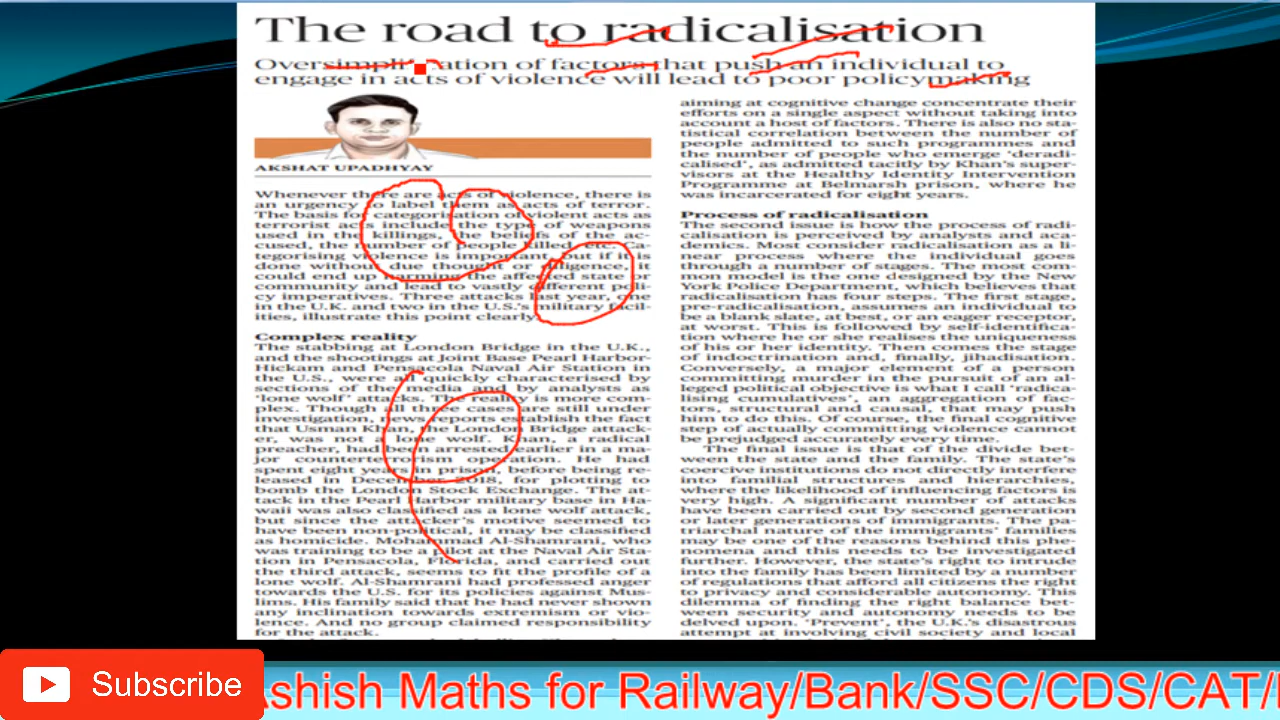 The road to radicalisation
Oversimplification of factors that push an individual to
engage in acts of violence will lead to poor policymaking
AKSHAT UPADHYAY
Whenever there are acts of violence, there is
an urgency to label them as acts of terror.
The basis for categorisation of violent acts as
terrorist acts include the type of weapons
used in the killings, the beliefs of the ac-
cused, the number of people killed, etc. Ca-
tegorising violence is important, but if it is
done without due thought or diligence, it
could end up harming the affected state or
community and lead to vastly different poli-
cy imperatives. Three attacks last year, one
in the U.K. and two in the U.S.'s military facil-
ities, illustrate this point clearly.
Complex reality
The stabbing at London Bridge in the U.K.,
and the shootings at Joint Base Pearl Harbor-
Hickam and Pensacola Naval Air Station in
the U.S., were all quickly characterised by
sections of the media and by analysts as
'lone wolf' attacks. The reality is more com-
plex. Though all three cases are still under
investigation, news reports establish the fact
that Usman Khan, the London Bridge attack-
er, was not a lone wolf. Khan, a radical
preacher, had been arrested earlier in a ma-
jor counterterrorism operation. He had
spent eight years in prison, before being re-
leased in December 2018, for plotting to
bomb the London Stock Exchange. The at-
tack in the Pearl Harbor military base in Ha-
waii was also classified as a lone wolf attack,
but since the attacker's motive seemed to
have been non-political, it may be classified
as homicide. Mohammad Al-Shamrani, who
was training to be a pilot at the Naval Air Sta-
tion in Pensacola, Florida, and carried out
the third attack, seems to fit the profile of a
lone wolf. Al-Shamrani had professed anger
towards the U.S. for its policies against Mus-
lims. His family said that he had never shown
any inclination towards extremism or vio-
lence. And no group claimed responsibility
for the attack.
aiming at cognitive change concentrate their
efforts on a single aspect without taking into
account a host of factors. There is also no sta-
tistical correlation between the number of
people admitted to such programmes and
the number of people who emerge 'deradi-
calised', as admitted tacitly by Khan's super-
visors at the Healthy Identity Intervention
Programme at Belmarsh prison, where he
was incarcerated for eight years.
Process of radicalisation
The second issue is how the process of radi-
calisation is perceived by analysts and aca-
demics. Most consider radicalisation as a li-
near process where the individual goes
through a number of stages. The most com-
mon model is the one designed by the New
York Police Department, which believes that
radicalisation has four steps. The first stage,
pre-radicalisation, assumes an individual to
be a blank slate, at best, or an eager receptor,
at worst. This is followed by self-identifica-
tion where he or she realises the uniqueness
of his or her identity. Then comes the stage
of indoctrination and, finally, jihadisation.
Conversely, a major element of a person
committing murder in the pursuit of an al-
leged political objective is what I call 'radica-
lising cumulatives', an aggregation of fac-
tors, structural and causal, that may push
him to do this. Of course, the final cognitive
step of actually committing violence cannot
be prejudged accurately every time.
The final issue is that of the divide bet-
ween the state and the family. The state's
coercive institutions do not directly interfere
into familial structures and hierarchies,
where the likelihood of influencing factors is
very high. A significant number of attacks
have been carried out by second generation
or later generations of immigrants. The pa-
triarchal nature of the immigrants' families
may be one of the reasons behind this phe-
nomena and this needs to be investigated
further. However, the state's right to intrude
into the family has been limited by a number
of regulations that afford all citizens the right
to privacy and considerable autonomy. This
dilemma of finding the right balance bet-
ween security and autonomy needs to be
delved upon. 'Prevent', the U.K.'s disastrous
attempt at involving civil society and local
Subscribe
Ashish Maths for Railway/Bank/SSC/CDS/CAT/